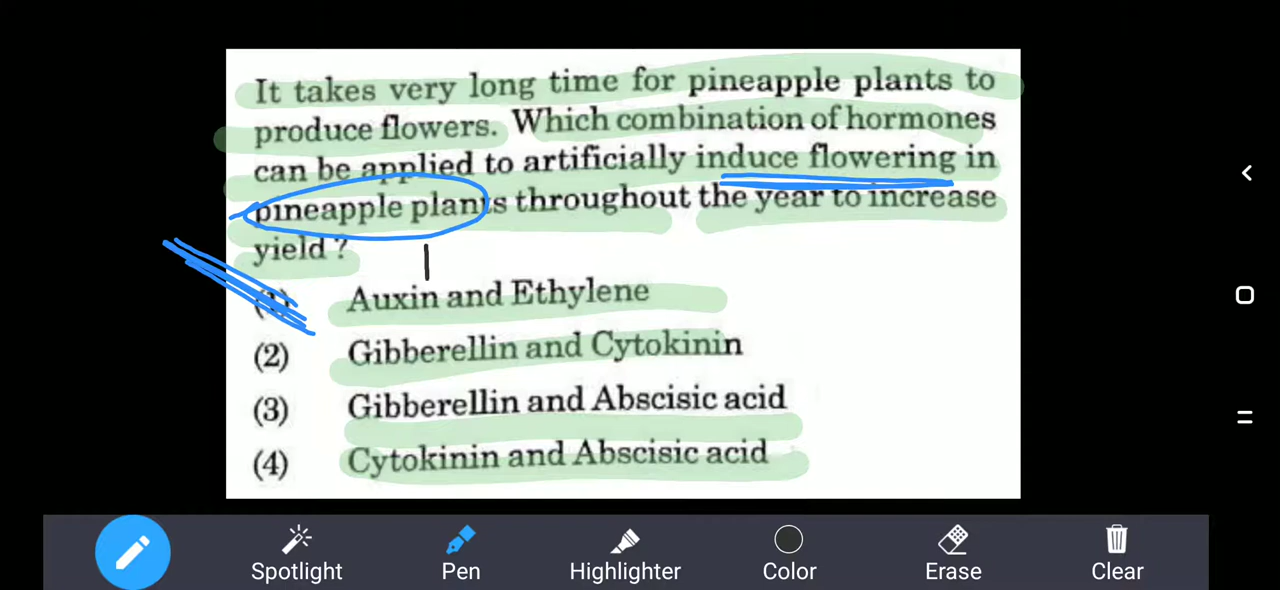 It takes very long time for pineapple plants to
produce flowers. Which combination of hormones
can be applied to artificially induce flowering in
pineapple plants throughout the year to increase
yield ?
(1) Auxin and Ethylene
(2) Gibberellin and Cytokinin
(3) Gibberellin and Abscisic acid
(4) Cytokinin and Abscisic acid
Spotlight Pen Highlighter Color Erase Clear